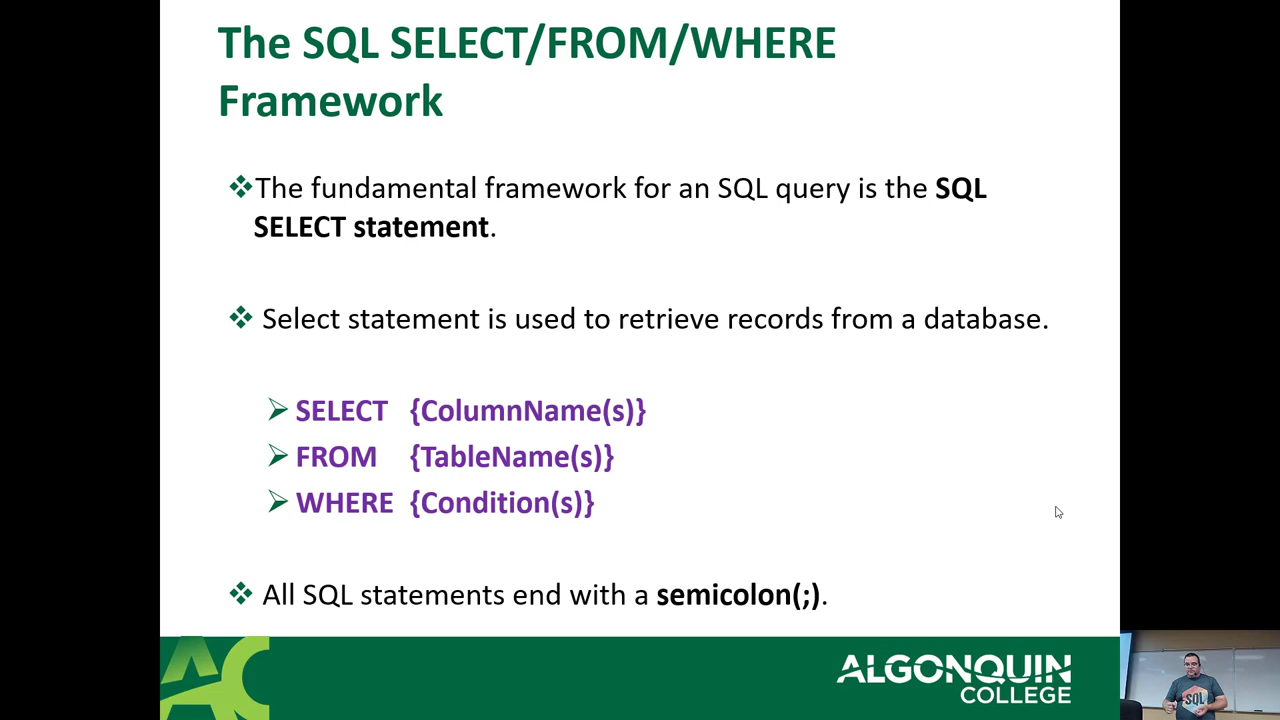 The SQL SELECT/FROM/WHERE
Framework
The fundamental framework for an SQL query is the SQL
SELECT statement.
Select statement is used to retrieve records from a database.
SELECT {ColumnName(s)}
FROM {TableName(s)}
WHERE {Condition(s)}
All SQL statements end with a semicolon(;).
AC
ALGONQUIN
COLLEGE
SQL